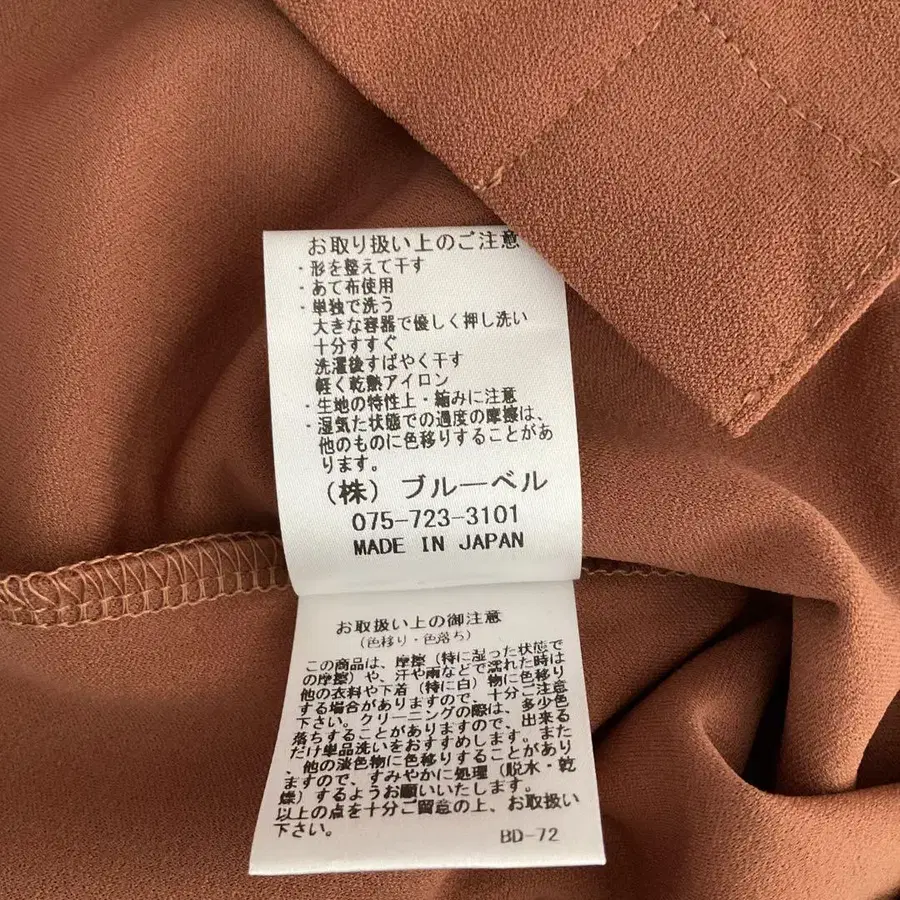 お取り扱い上のご注意
・形を整えて干す
・あて布使用
・単独で洗う
大きな容器で優しく押し洗い
十分すすぐ
洗濯後すばやく干す
軽く乾熱アイロン
・生地の特性上・縮みに注意
・湿気た状態での過度の摩擦は、
他のものに色移りすることがあ
ります。
(株) ブルーベル
075-723-3101
MADE IN JAPAN
お取扱い上の御注意
(色移り・色落ち)
この商品は、摩擦 (特に湿った状態で
の摩擦) や、汗や雨などで濡れた時は
他の衣料や下着 (特に白) 物に色移り
する場合がありますので、十分ご注意
下さい。クリーニングの際は、多少色
落ちすることがありますので、出来る
だけ単品洗いをおすすめします。また
、他の淡色物に色移りすることがあり
ますので、すみやかに処理 (脱水・乾
燥) するようお願いいたします。
以上の点を十分ご留意の上、お取扱い
下さい。
BD-72